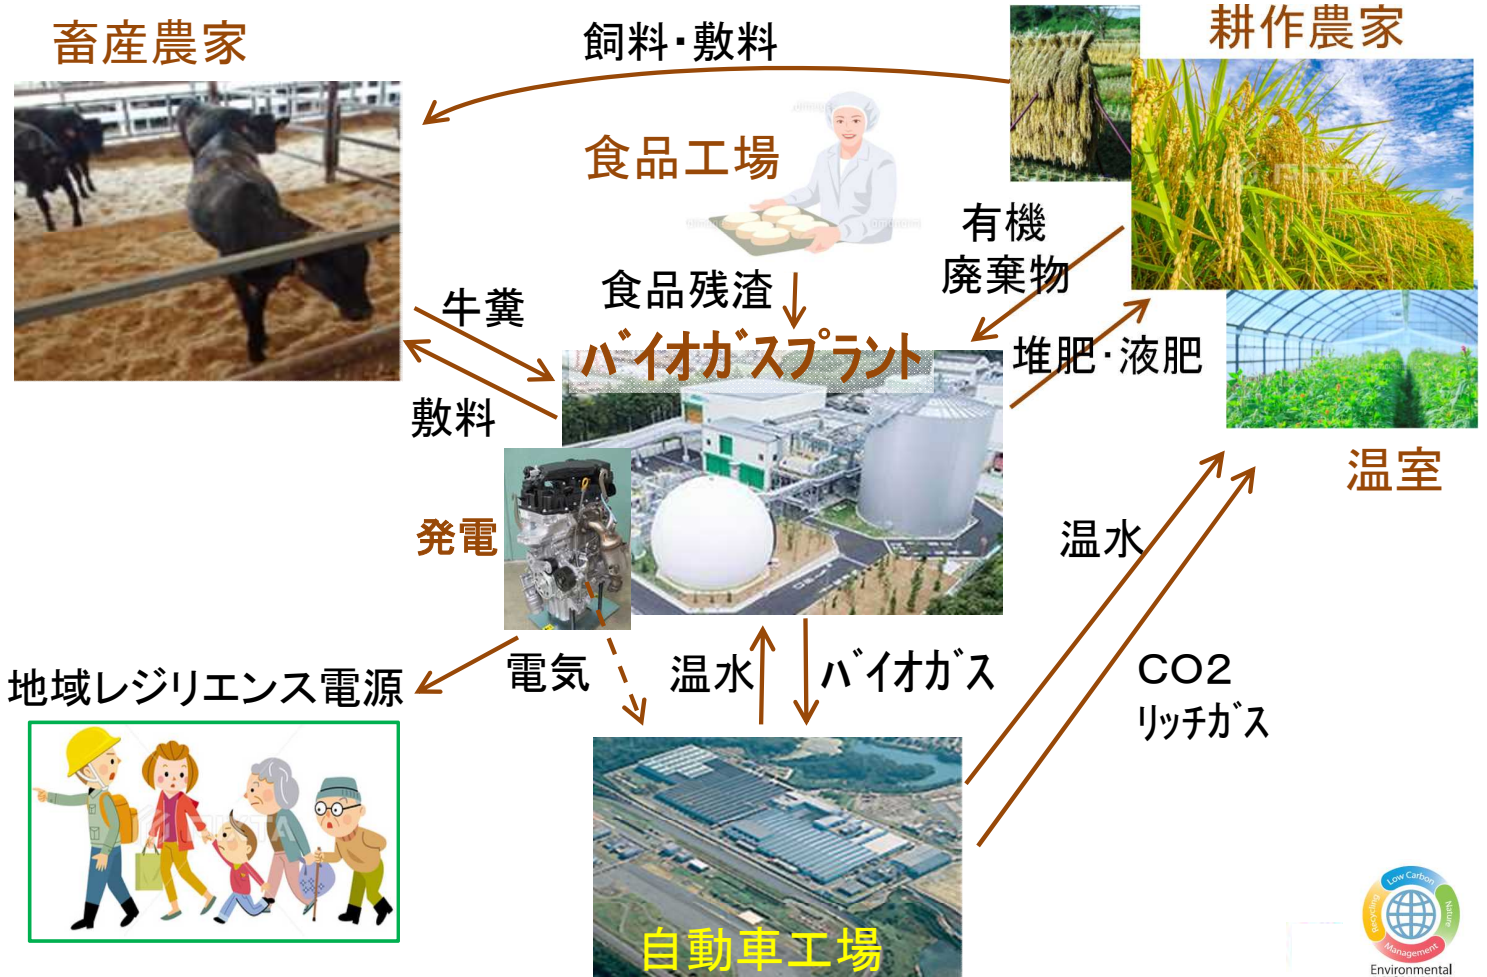 畜産農家
飼料・敷料
耕作農家
食品工場
有機
廃棄物
食品残渣
牛糞
バイオガスプラント
堆肥・液肥
敷料
温室
発電
温水
電気
温水
バイオガス
CO2
リッチガス
地域レジリエンス電源
自動車工場
Low Carbon
Recycling
Nature
Management
Environmental